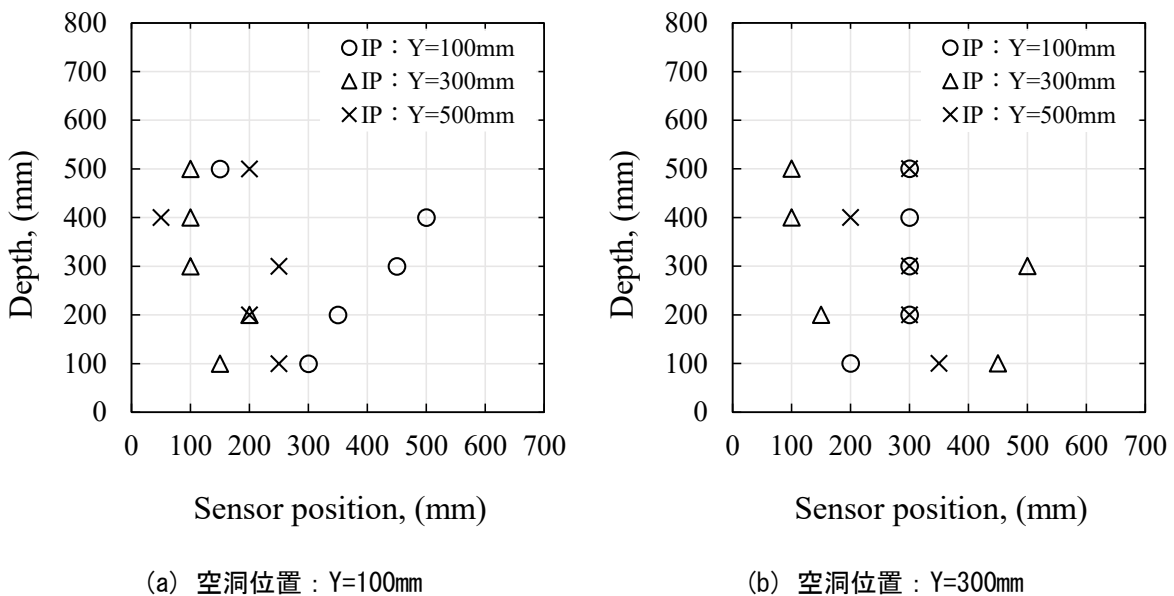 800
700
600
500
400
300
200
100
0
Depth, (mm)
IP：Y=100mm
IP：Y=300mm
IP：Y=500mm
0 100 200 300 400 500 600 700
Sensor position, (mm)
(a) 空洞位置：Y=100mm
800
700
600
500
400
300
200
100
0
Depth, (mm)
IP：Y=100mm
IP：Y=300mm
IP：Y=500mm
0 100 200 300 400 500 600 700
Sensor position, (mm)
(b) 空洞位置：Y=300mm